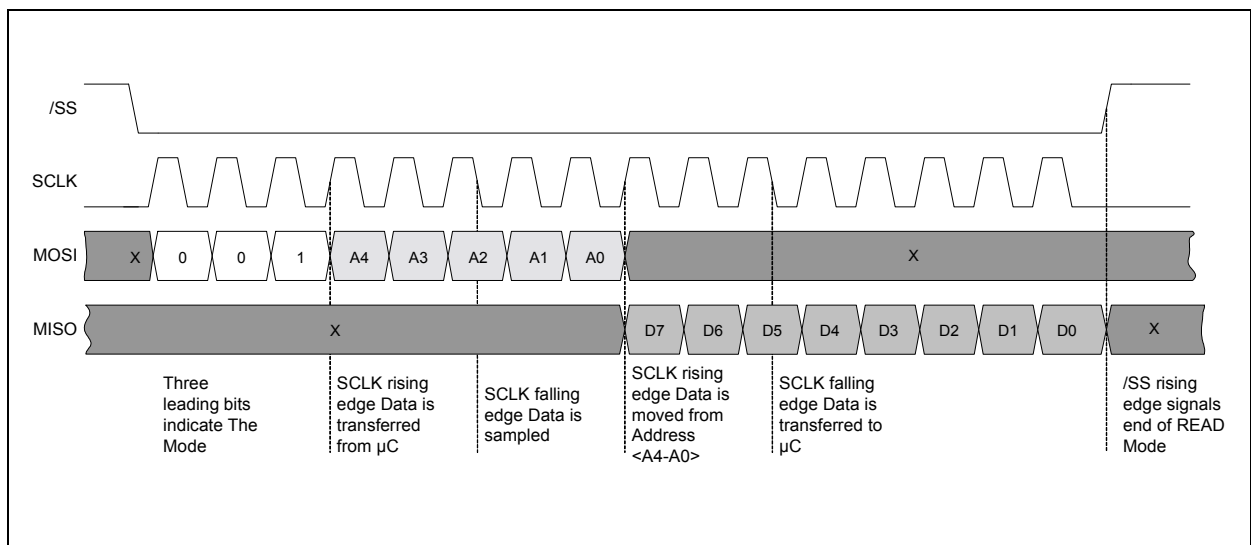 /SS
SCLK
MOSI
X
0
0
1
A4
A3
A2
A1
A0
X
MISO
X
D7
D6
D5
D4
D3
D2
D1
D0
X
Three
leading bits
indicate The
Mode
SCLK rising
edge Data is
transferred
from µC
SCLK falling
edge Data is
sampled
SCLK rising
edge Data is
moved from
Address
<A4-A0>
SCLK falling
edge Data is
transferred to
µC
/SS rising
edge signals
end of READ
Mode